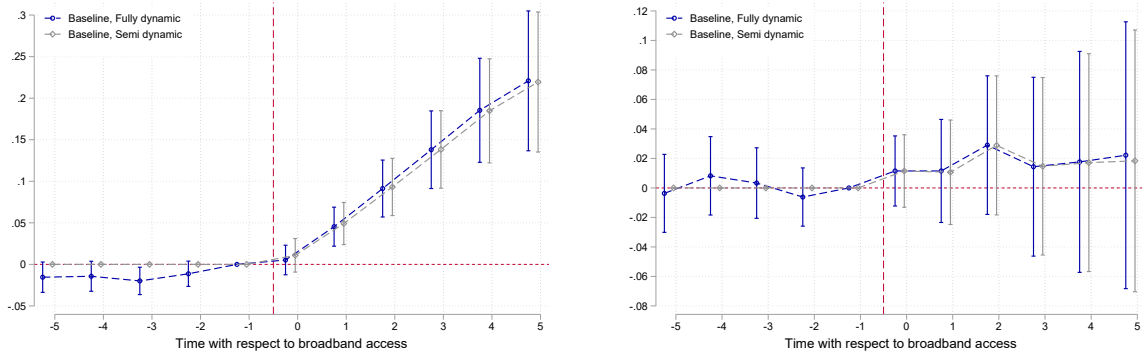 .3
.25
.2
.15
.1
.05
0
-.05
Baseline, Fully dynamic
Baseline, Semi dynamic
-5 -4 -3 -2 -1 0 1 2 3 4 5
Time with respect to broadband access
.12
.1
.08
.06
.04
.02
0
-.02
-.04
-.06
-.08
Baseline, Fully dynamic
Baseline, Semi dynamic
-5 -4 -3 -2 -1 0 1 2 3 4 5
Time with respect to broadband access